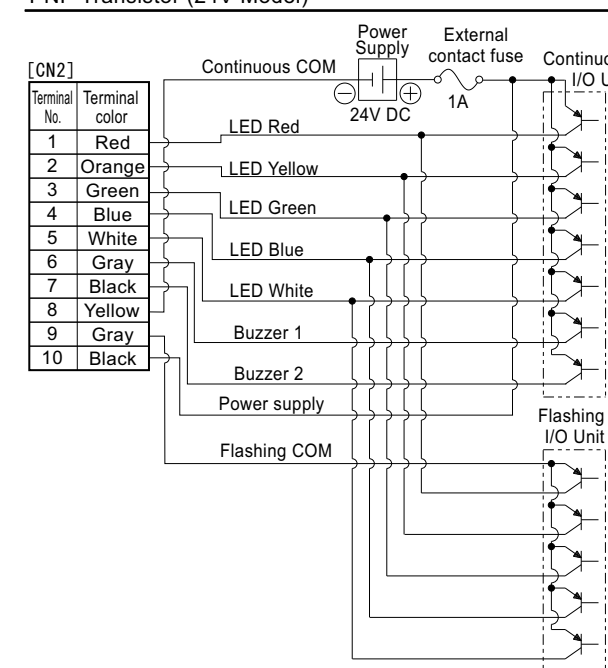 PNP Transistor (24V Model)
Power
Supply
External
contact fuse
Continuous COM
24V DC
1A
[CN2]
Terminal No. Terminal color
1 Red
2 Orange
3 Green
4 Blue
5 White
6 Gray
7 Black
8 Yellow
9 Gray
10 Black
LED Red
LED Yellow
LED Green
LED Blue
LED White
Buzzer 1
Buzzer 2
Power supply
Flashing COM
Flashing
I/O Unit